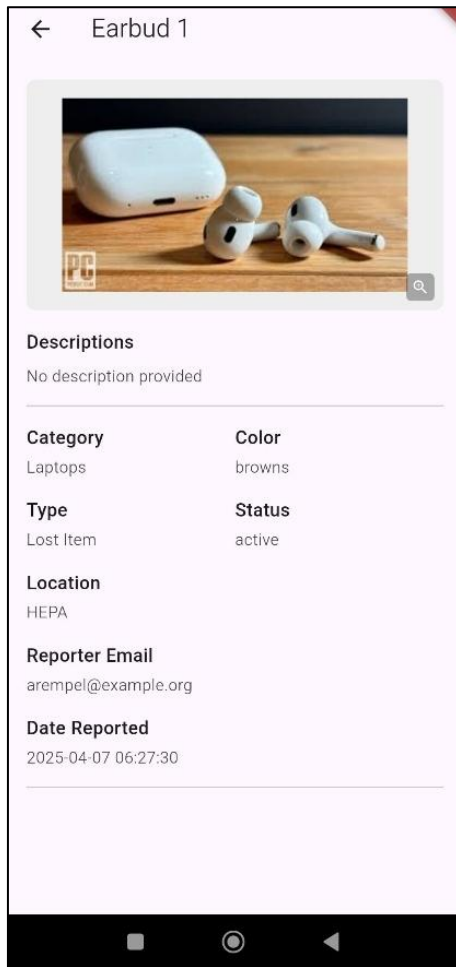 Earbud 1
PC
Descriptions
No description provided
Category Color
Laptops browns
Type Status
Lost Item active
Location
HEPA
Reporter Email
arempel@example.org
Date Reported
2025-04-07 06:27:30